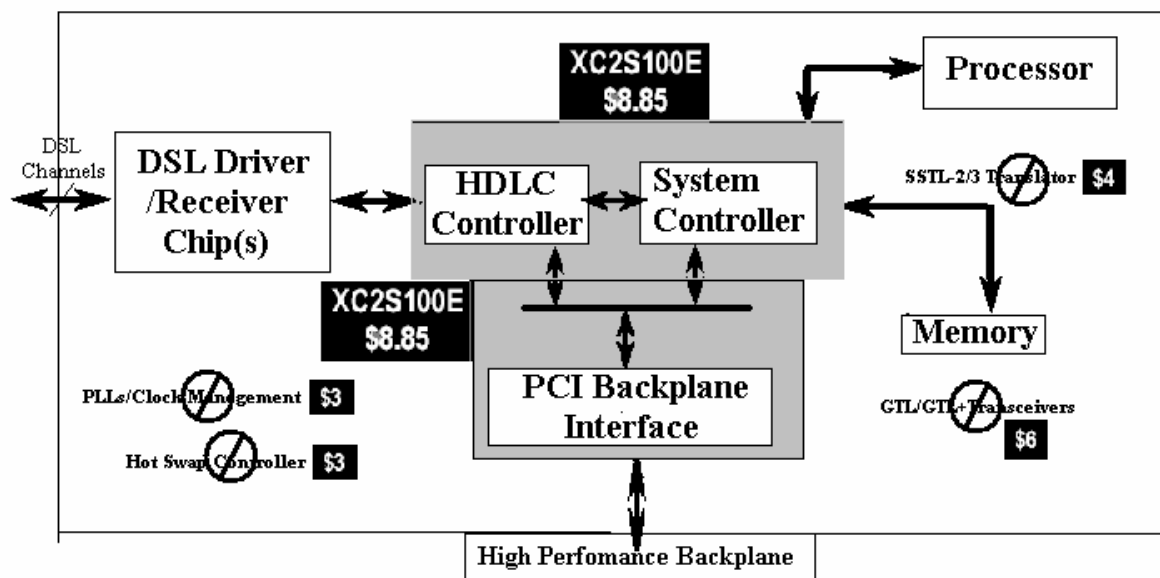 XC2S100E
$8.85
Processor
DSL
Channels
DSL Driver
/Receiver
Chip(s)
HDLC
Controller
System
Controller
SSTL-2/3 Translator
$4
XC2S100E
$8.85
Memory
PCI Backplane
Interface
PLLs/Clock Management
$3
GTL/GTL+Transceivers
$6
Hot Swap Controller
$3
High Perfomance Backplane